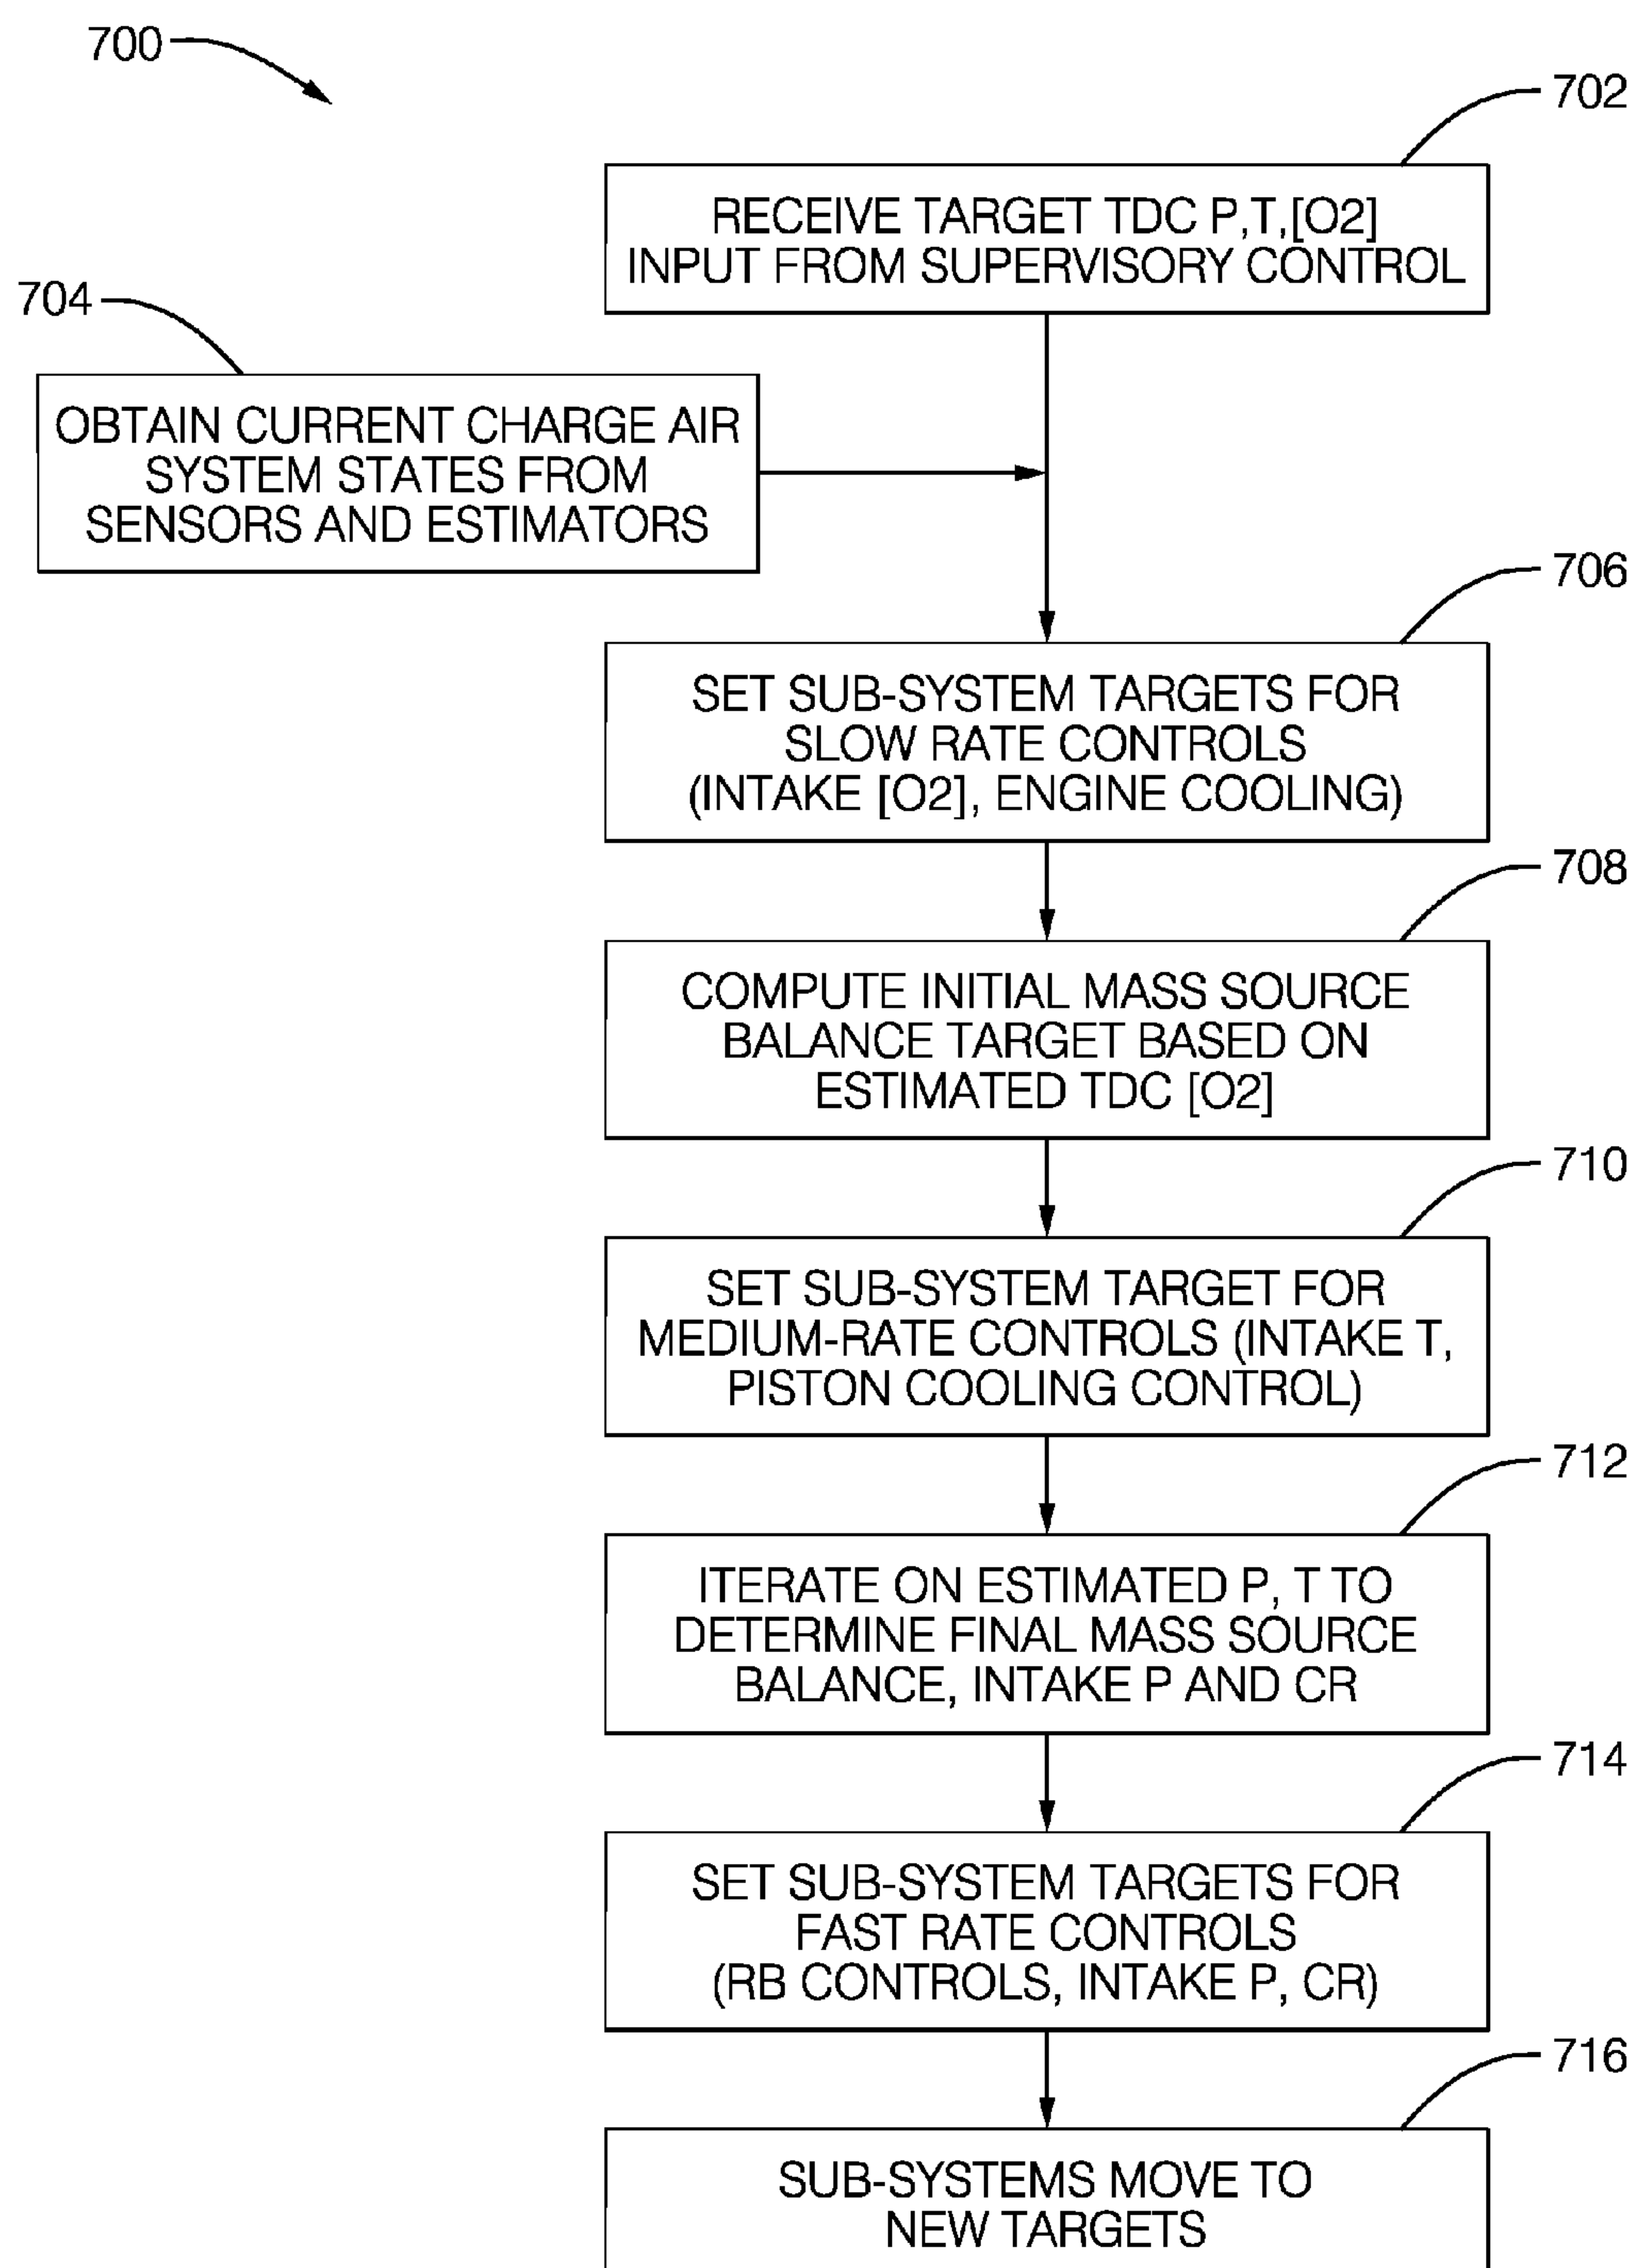 700
702
RECEIVE TARGET TDC P,T,[O2]
INPUT FROM SUPERVISORY CONTROL
704
OBTAIN CURRENT CHARGE AIR
SYSTEM STATES FROM
SENSORS AND ESTIMATORS
706
SET SUB-SYSTEM TARGETS FOR
SLOW RATE CONTROLS
(INTAKE [O2], ENGINE COOLING)
708
COMPUTE INITIAL MASS SOURCE
BALANCE TARGET BASED ON
ESTIMATED TDC [O2]
710
SET SUB-SYSTEM TARGET FOR
MEDIUM-RATE CONTROLS (INTAKE T,
PISTON COOLING CONTROL)
712
ITERATE ON ESTIMATED P, T TO
DETERMINE FINAL MASS SOURCE
BALANCE, INTAKE P AND CR
714
SET SUB-SYSTEM TARGETS FOR
FAST RATE CONTROLS
(RB CONTROLS, INTAKE P, CR)
716
SUB-SYSTEMS MOVE TO
NEW TARGETS